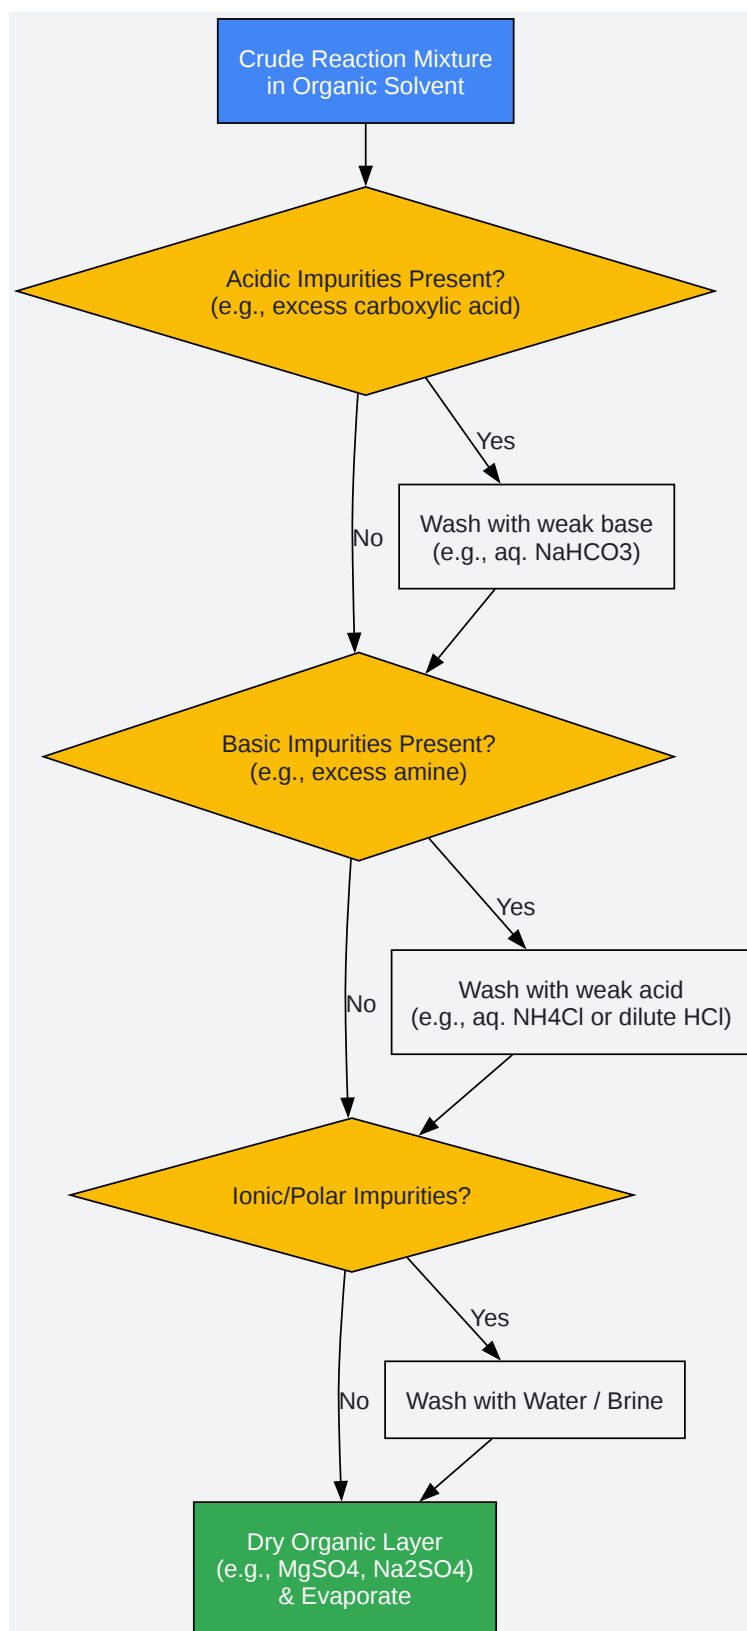 Crude Reaction Mixture
in Organic Solvent
Acidic Impurities Present?
(e.g., excess carboxylic acid)
Yes
No
Wash with weak base
(e.g., aq. NaHCO3)
Basic Impurities Present?
(e.g., excess amine)
Yes
No
Wash with weak acid
(e.g., aq. NH4Cl or dilute HCl)
Ionic/Polar Impurities?
Yes
No
Wash with Water / Brine
Dry Organic Layer
(e.g., MgSO4, Na2SO4)
& Evaporate